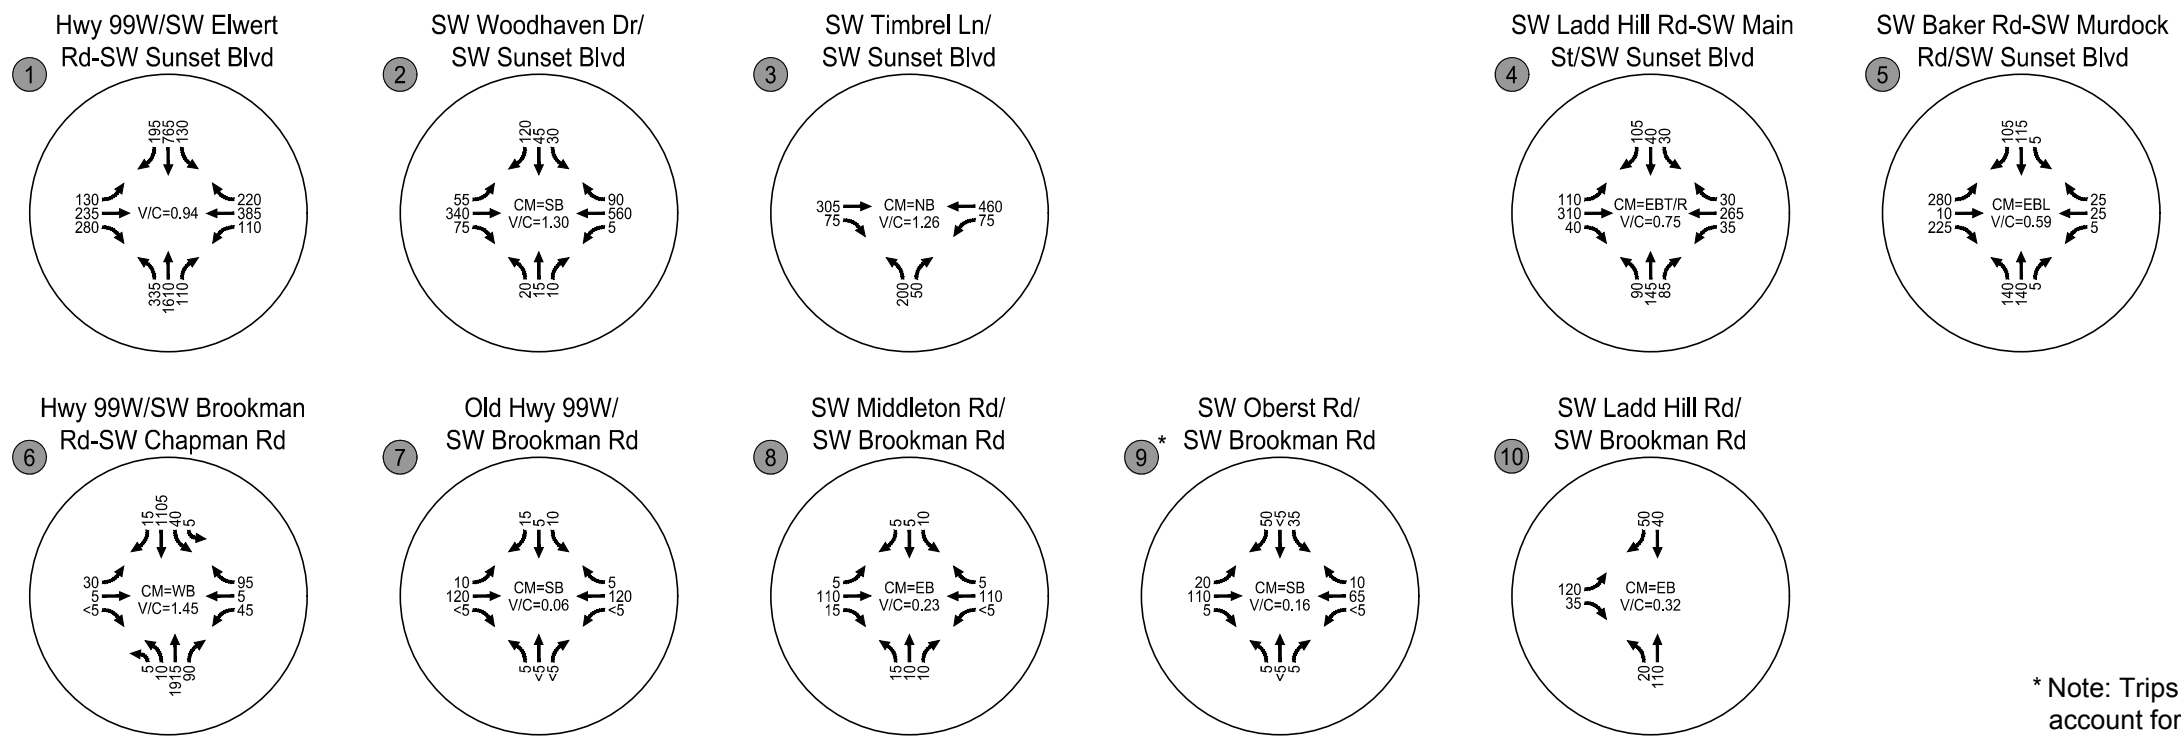 Hwy 99W/SW Elwert
Rd-SW Sunset Blvd
1
195
765
130
130
235
280
V/C=0.94
220
385
110
335
1610
110
SW Woodhaven Dr/
SW Sunset Blvd
2
120
45
30
55
340
75
CM=SB
V/C=1.30
90
560
5
20
15
10
SW Timbrel Ln/
SW Sunset Blvd
3
305
75
CM=NB
V/C=1.26
460
75
200
50
SW Ladd Hill Rd-SW Main
St/SW Sunset Blvd
4
105
40
30
110
310
40
CM=EBT/R
V/C=0.75
30
265
35
90
145
85
SW Baker Rd-SW Murdock
Rd/SW Sunset Blvd
5
105
115
5
280
10
225
CM=EBL
V/C=0.59
25
25
5
140
140
5
Hwy 99W/SW Brookman
Rd-SW Chapman Rd
6
15
1105
40
5
30
5
<5
CM=WB
V/C=1.45
95
5
45
5
10
1915
90
Old Hwy 99W/
SW Brookman Rd
7
15
5
10
10
120
<5
CM=SB
V/C=0.06
5
120
<5
5
<5
<5
SW Middleton Rd/
SW Brookman Rd
8
5
5
10
5
110
15
CM=EB
V/C=0.23
5
110
<5
15
10
10
SW Oberst Rd/
SW Brookman Rd
9 *
50
<5
35
20
110
5
CM=SB
V/C=0.16
10
65
<5
5
<5
5
SW Ladd Hill Rd/
SW Brookman Rd
10
50
40
120
35
CM=EB
V/C=0.32
20
110
* Note: Trips
account for